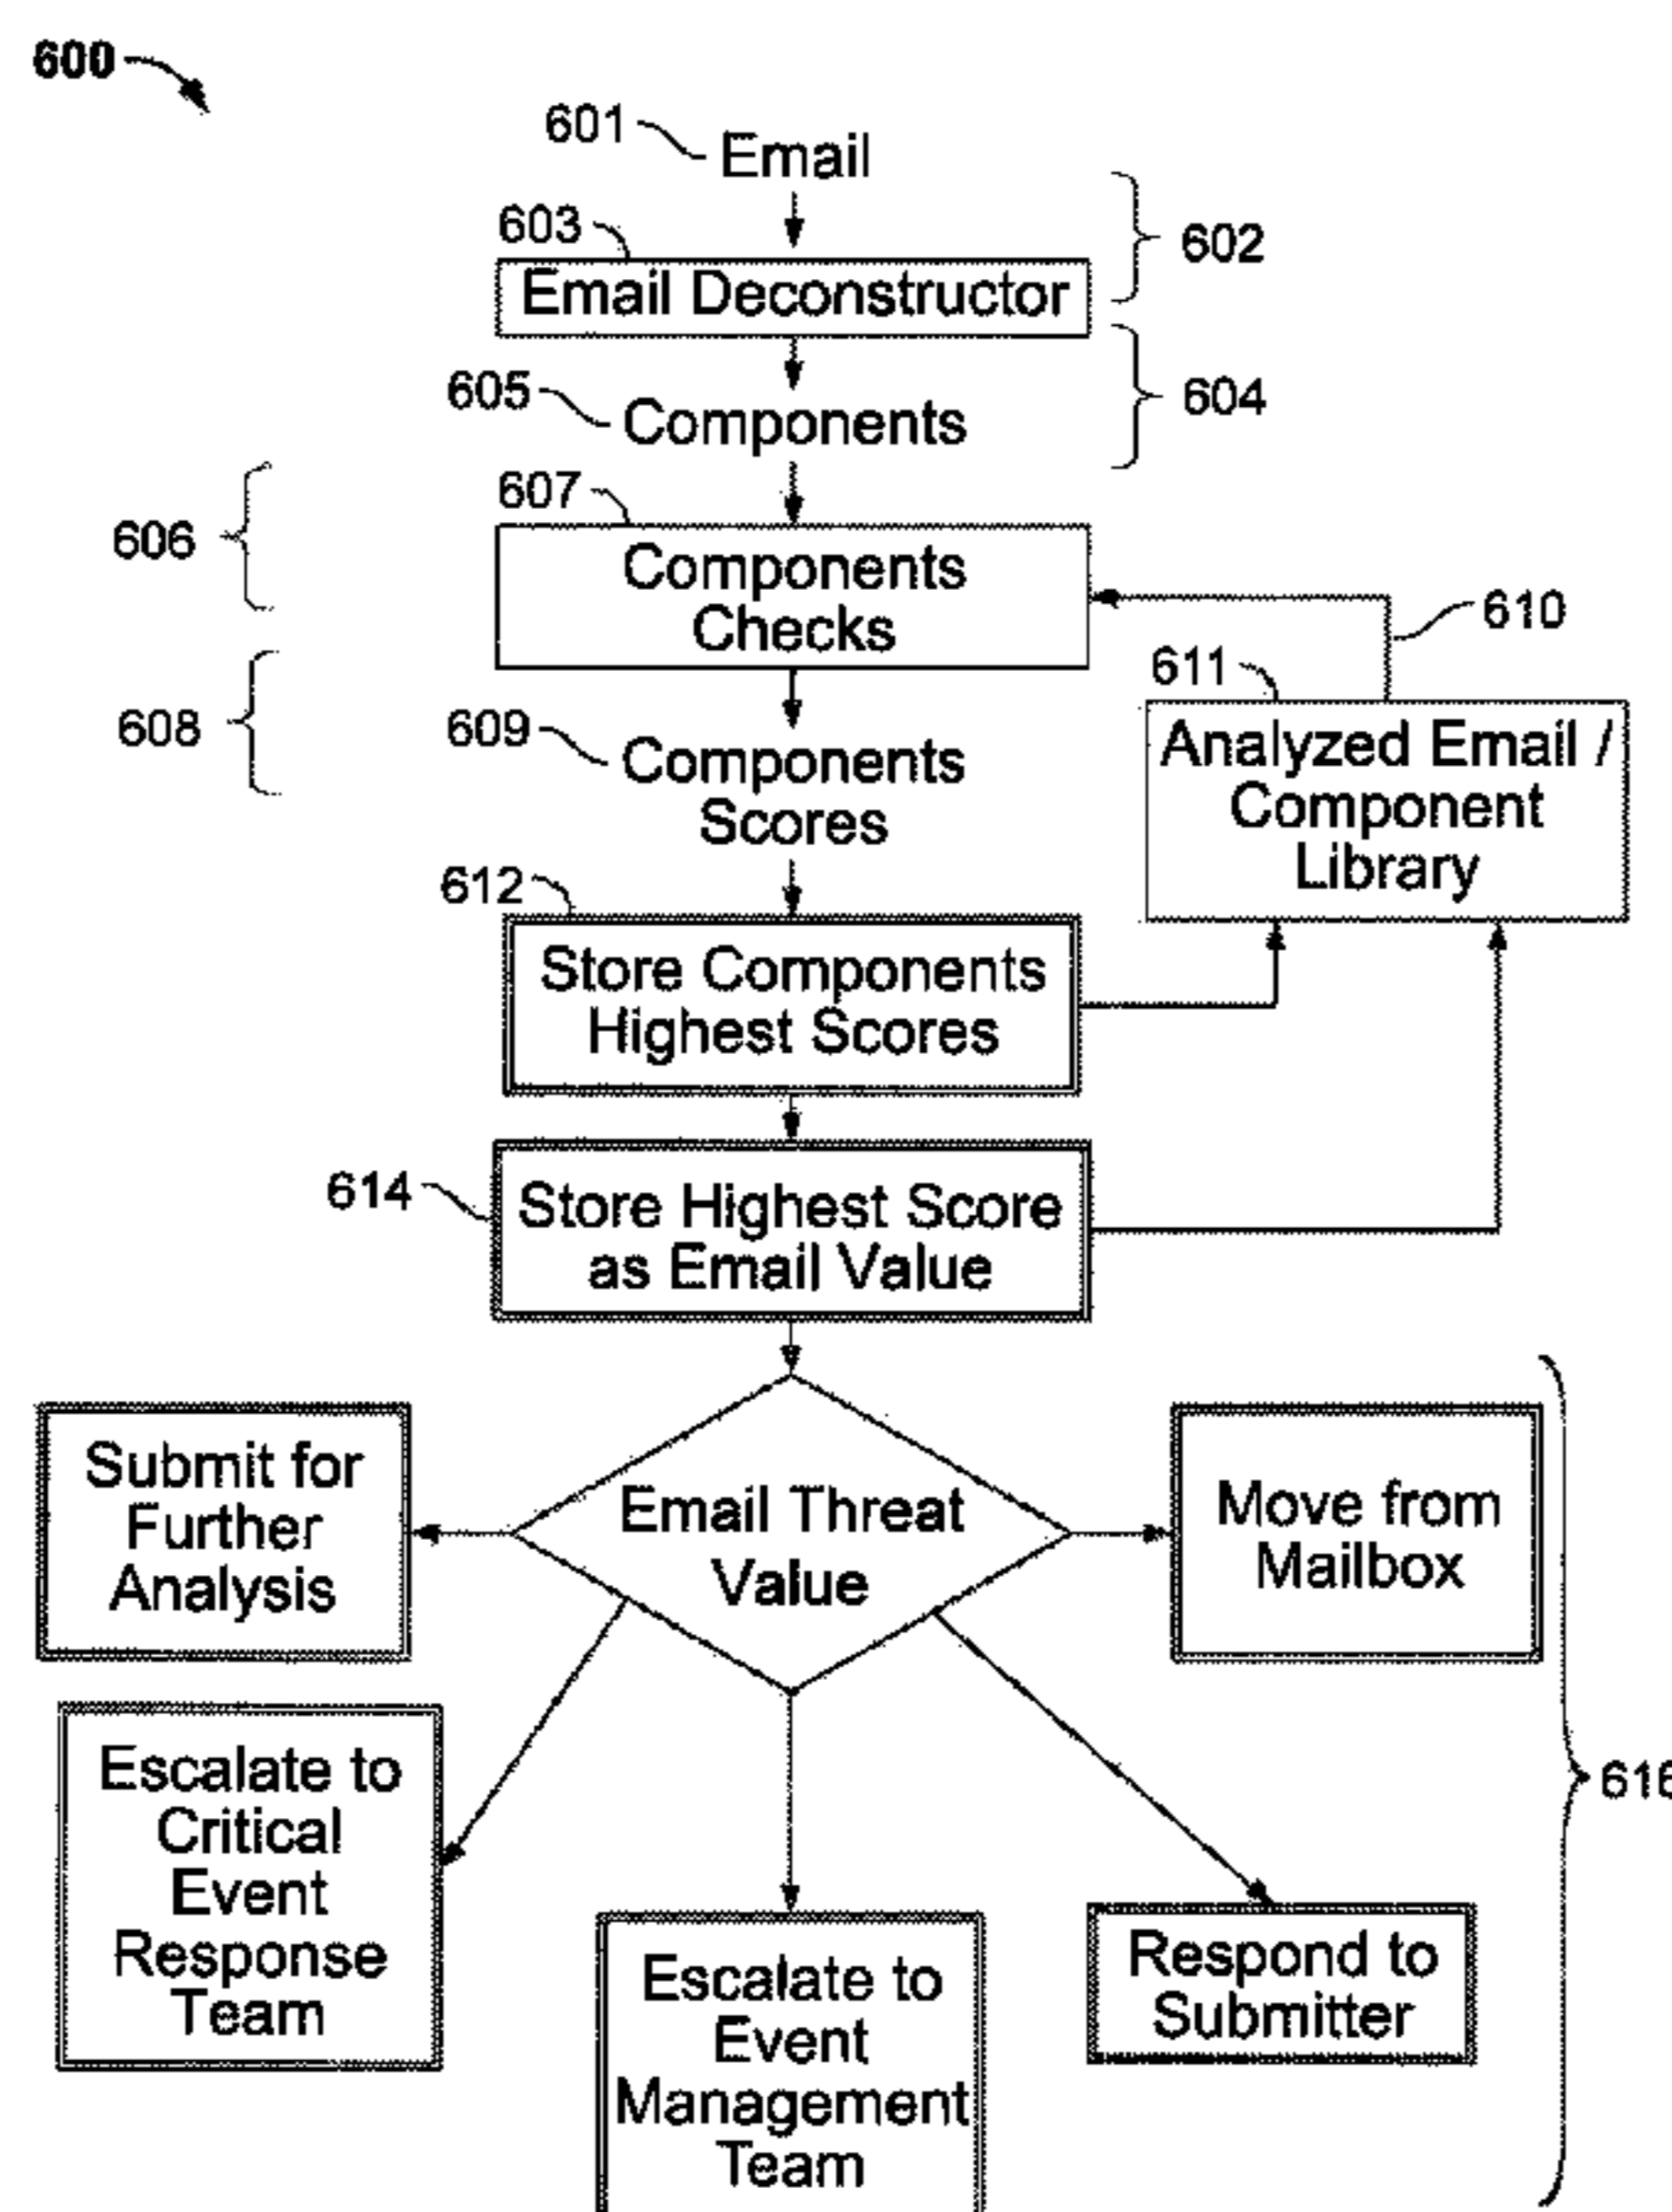 600
601
Email
602
603
Email Deconstructor
604
605
Components
606
607
Components
Checks
610
608
609
Components
Scores
611
Analyzed Email /
Component
Library
612
Store Components
Highest Scores
614
Store Highest Score
as Email Value
Submit for
Further
Analysis
Email Threat
Value
Move from
Mailbox
616
Escalate to
Critical
Event
Response
Team
Escalate to
Event
Management
Team
Respond to
Submitter